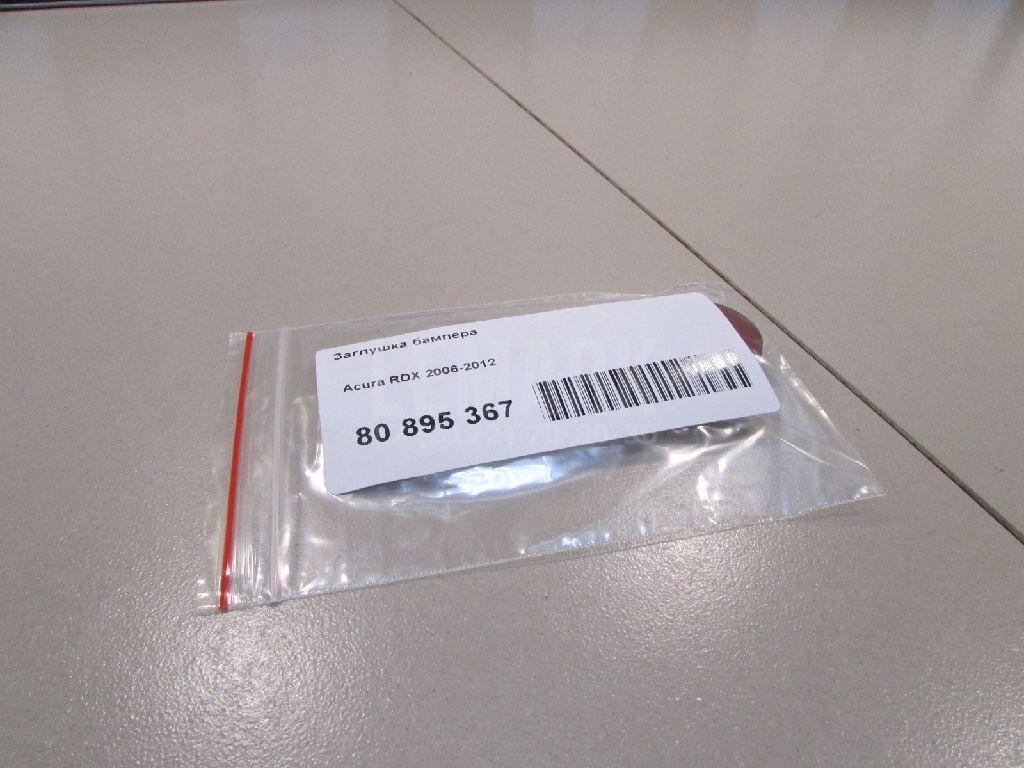 Заглушка бампера
Acura RDX 2006-2012
80 895 367